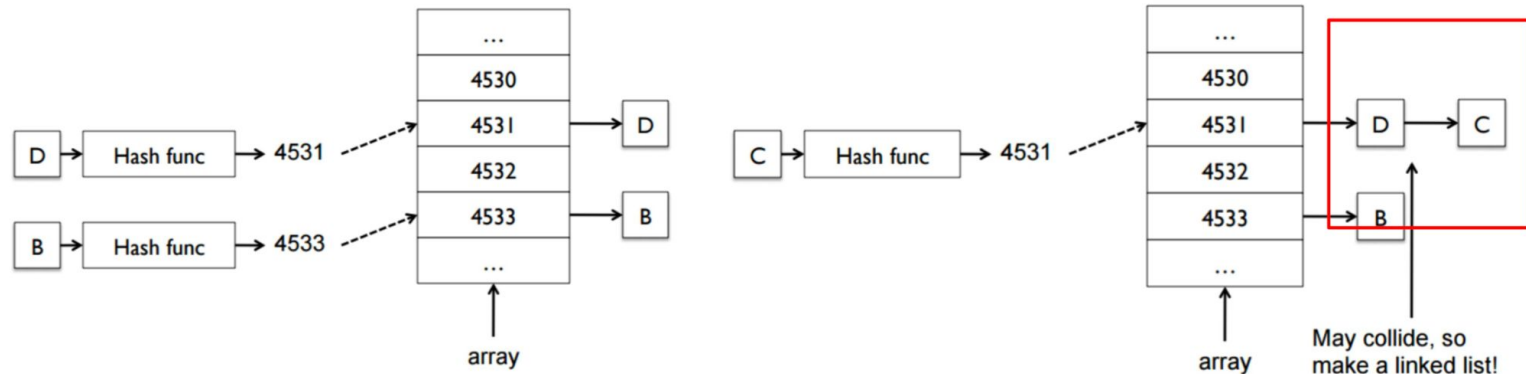 ...
4530
D
Hash func
4531
4531
D
4532
B
Hash func
4533
4533
B
...
array
...
4530
C
Hash func
4531
4531
D
C
4532
4533
B
...
array
May collide, so
make a linked list!